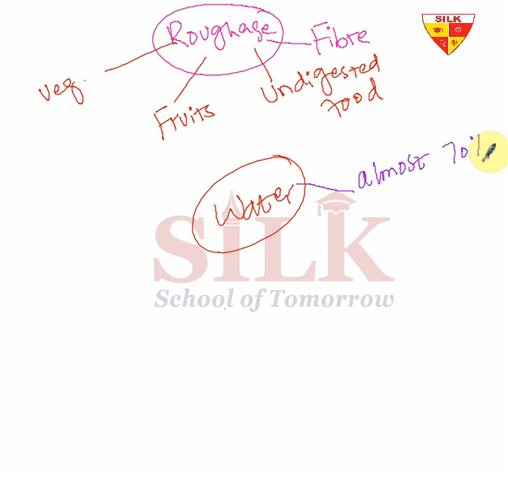 SILK
Roughage
Fibre
veg.
Fruits
Undigested
food
Water
almost 70%
SILK
School of Tomorrow